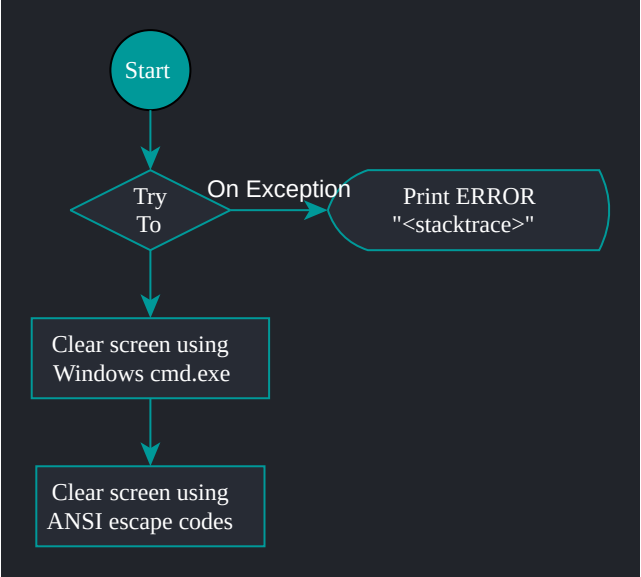 Start
Try
To
On Exception
Print ERROR
"<stacktrace>"
Clear screen using
Windows cmd.exe
Clear screen using
ANSI escape codes